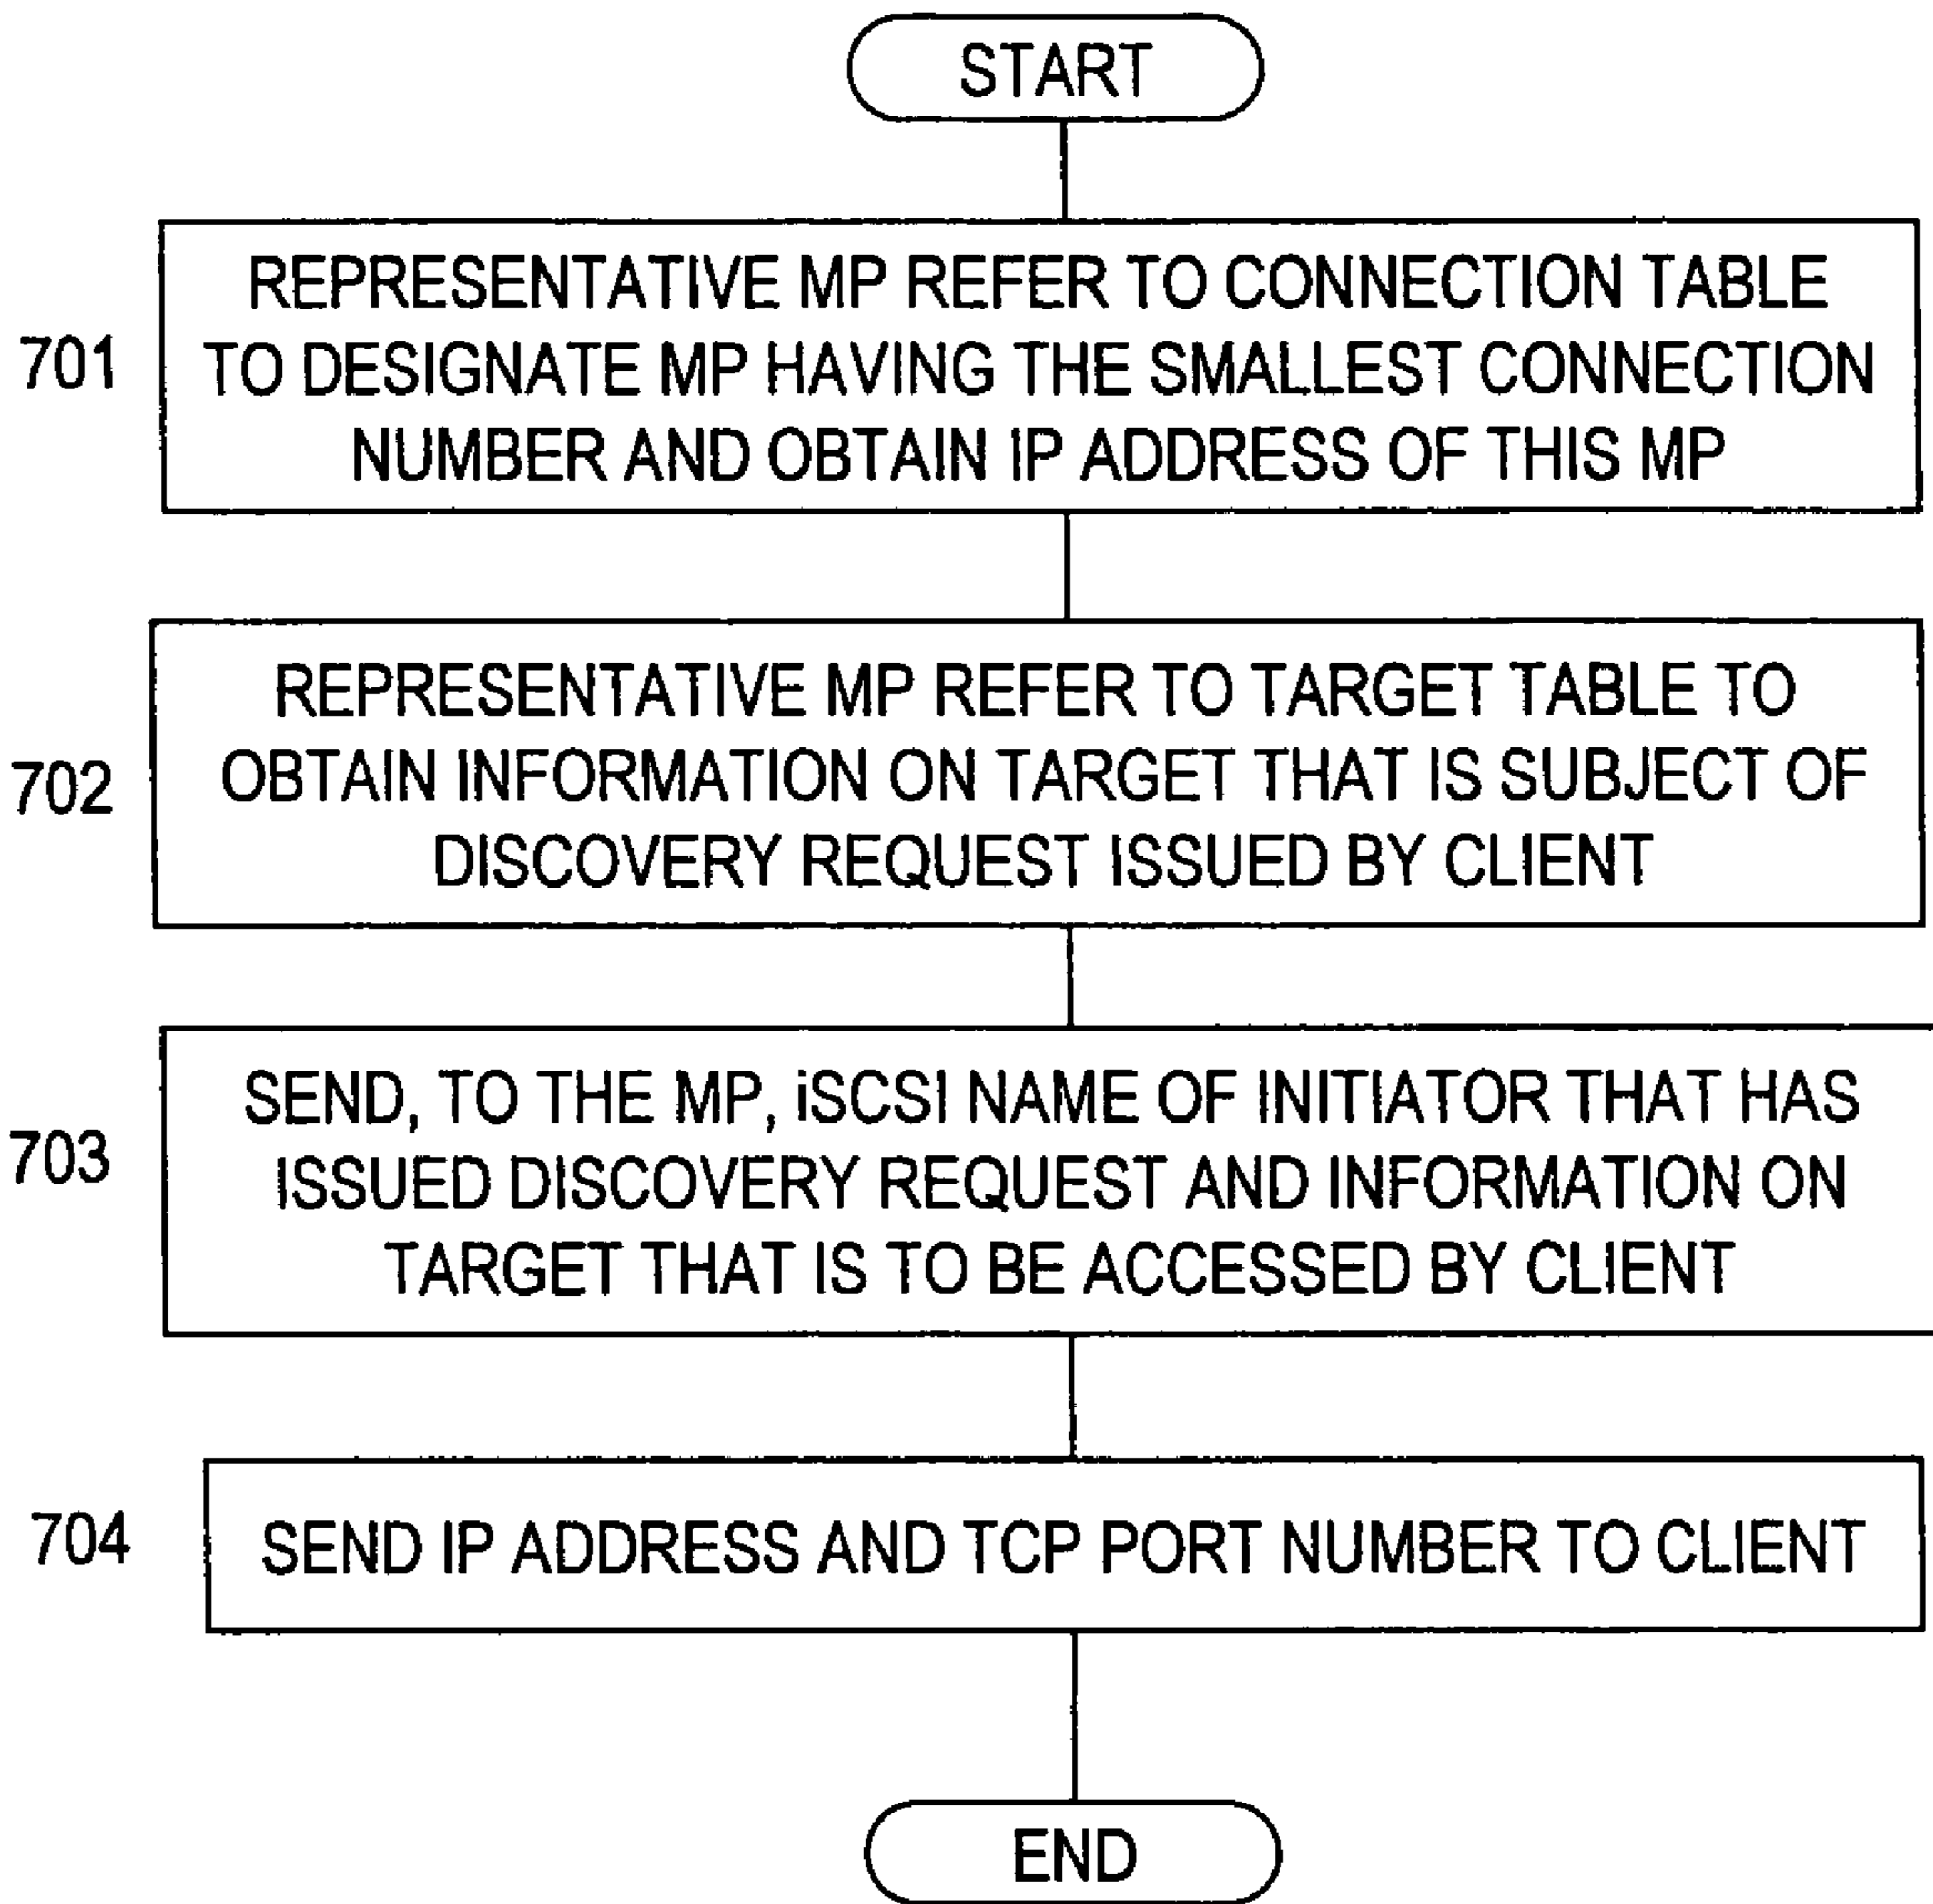 START
701
REPRESENTATIVE MP REFER TO CONNECTION TABLE
TO DESIGNATE MP HAVING THE SMALLEST CONNECTION
NUMBER AND OBTAIN IP ADDRESS OF THIS MP
702
REPRESENTATIVE MP REFER TO TARGET TABLE TO
OBTAIN INFORMATION ON TARGET THAT IS SUBJECT OF
DISCOVERY REQUEST ISSUED BY CLIENT
703
SEND, TO THE MP, iSCSI NAME OF INITIATOR THAT HAS
ISSUED DISCOVERY REQUEST AND INFORMATION ON
TARGET THAT IS TO BE ACCESSED BY CLIENT
704
SEND IP ADDRESS AND TCP PORT NUMBER TO CLIENT
END